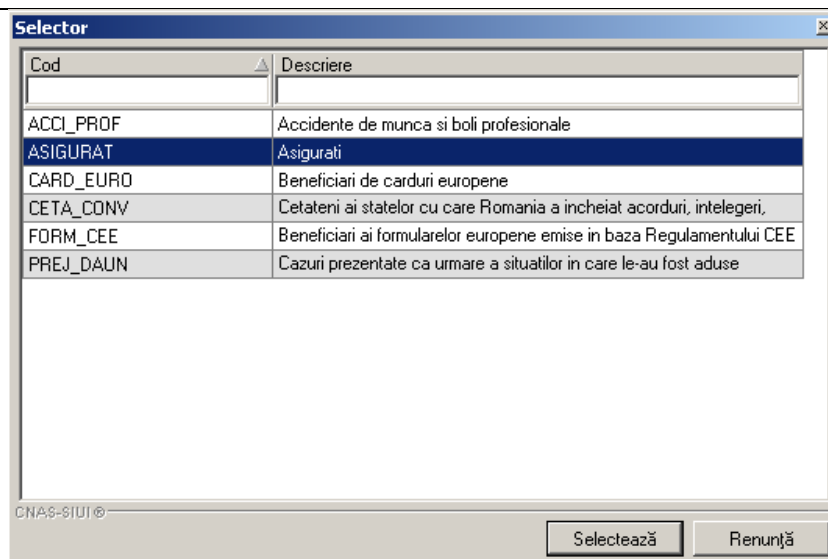 Selector
Cod Descriere
ACCI_PROF Accidente de munca si boli profesionale
ASIGURAT Asigurati
CARD_EURO Beneficiari de carduri europene
CETA_CONV Cetateni ai statelor cu care Romania a incheiat acorduri, intelegeri,
FORM_CEE Beneficiari ai formularelor europene emise in baza Regulamentului CEE
PREJ_DAUN Cazuri prezentate ca urmare a situatilor in care le-au fost aduse
CNAS-SIUI ®
Selectează Renunţă